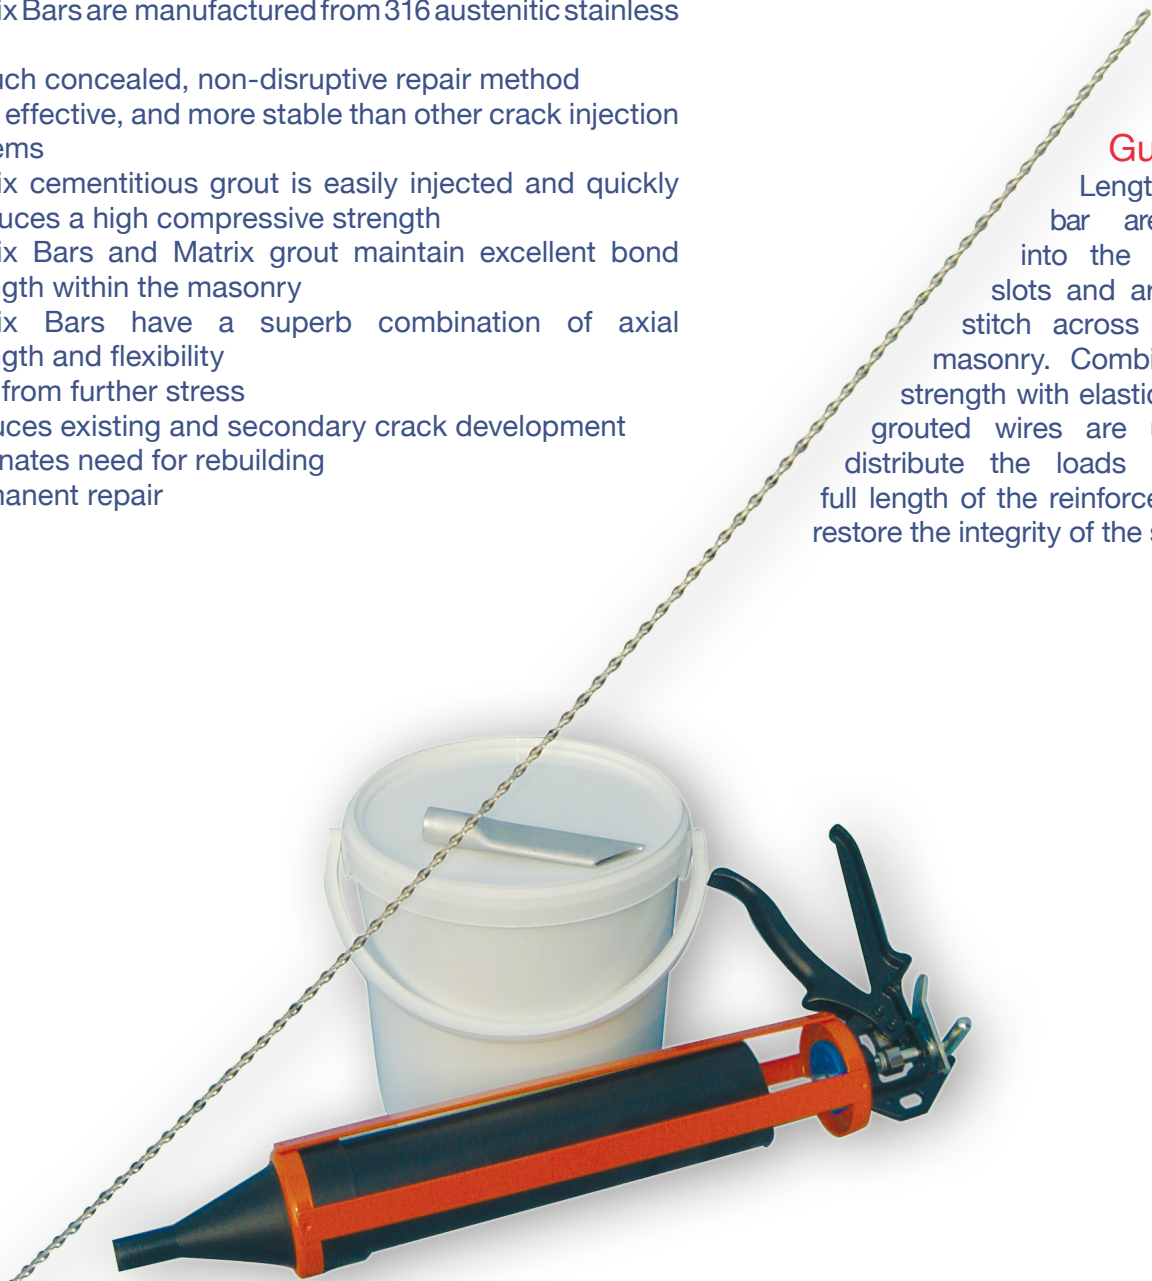 ix Bars are manufactured from 316 austenitic stainless
uch concealed, non-disruptive repair method
effective, and more stable than other crack injection
ems
ix cementitious grout is easily injected and quickly
uces a high compressive strength
ix Bars and Matrix grout maintain excellent bond
ngth within the masonry
ix Bars have a superb combination of axial
ngth and flexibility
from further stress
uces existing and secondary crack development
nates need for rebuilding
manent repair
Gu
Lengt
bar are
into the
slots and ar
stitch across
masonry. Combi
strength with elastic
grouted wires are
distribute the loads
full length of the reinforce
restore the integrity of the s